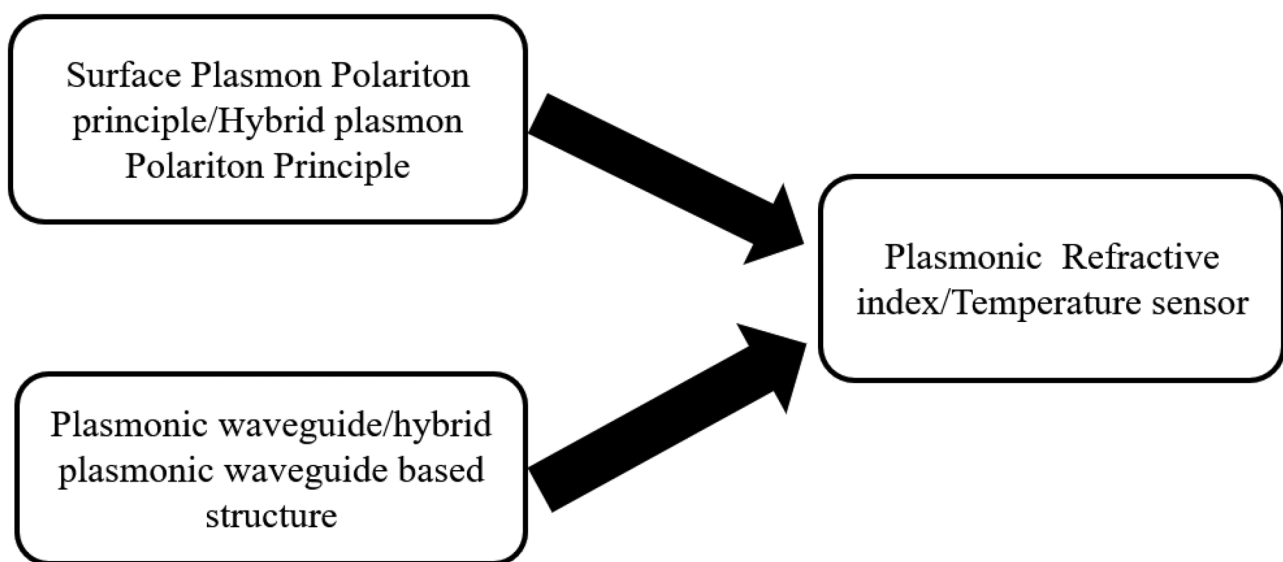 Surface Plasmon Polariton
principle/Hybrid plasmon
Polariton Principle
Plasmonic Refractive
index/Temperature sensor
Plasmonic waveguide/hybrid
plasmonic waveguide based
structure